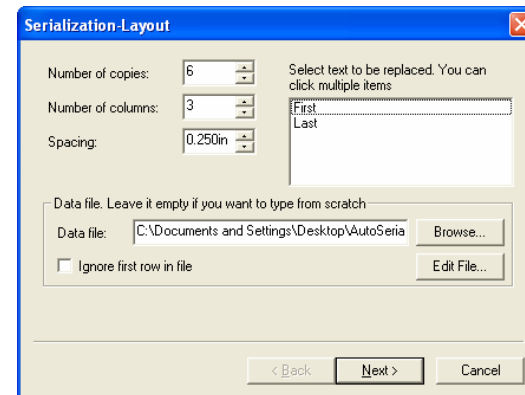 Serialization-Layout
Number of copies: 6
Number of columns: 3
Spacing: 0.250in
Select text to be replaced. You can
click multiple items
First
Last
Data file. Leave it empty if you want to type from scratch
Data file: C:\Documents and Settings\Desktop\AutoSeria Browse...
Ignore first row in file Edit File...
< Back Next > Cancel